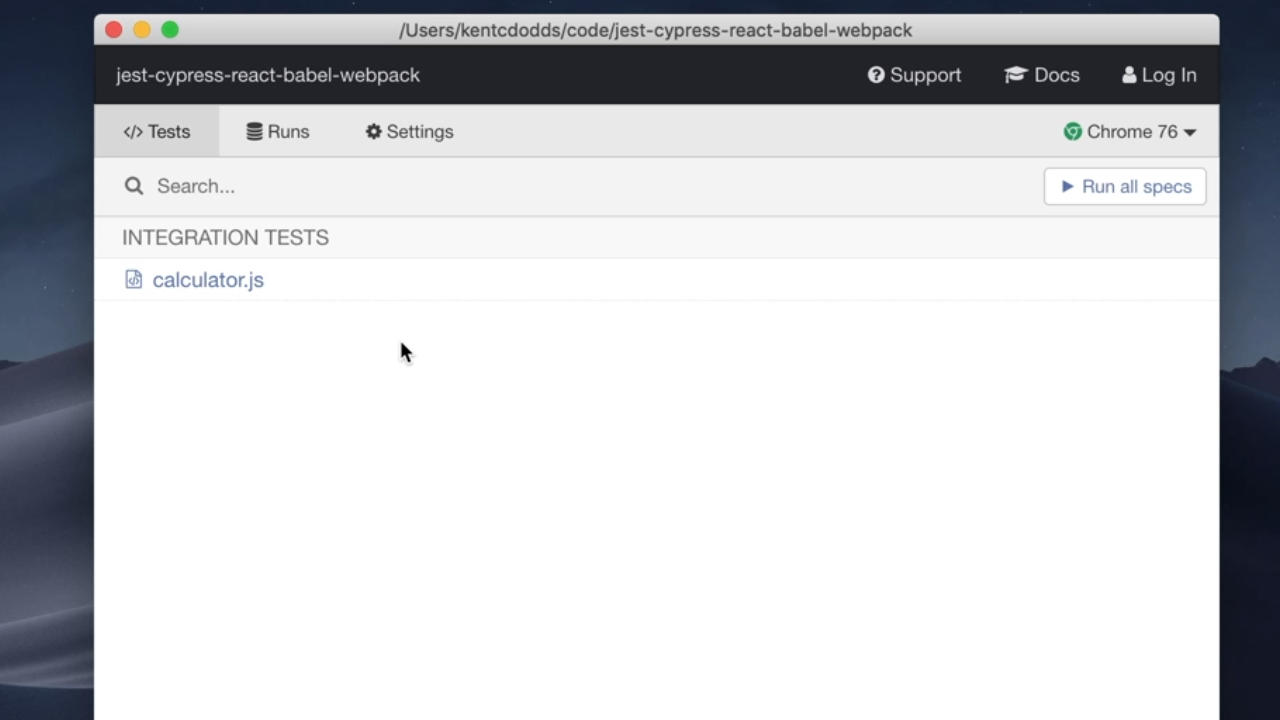 /Users/kentcdodds/code/jest-cypress-react-babel-webpack
jest-cypress-react-babel-webpack Support Docs Log In
</> Tests Runs Settings Chrome 76
Search... Run all specs
INTEGRATION TESTS
calculator.js